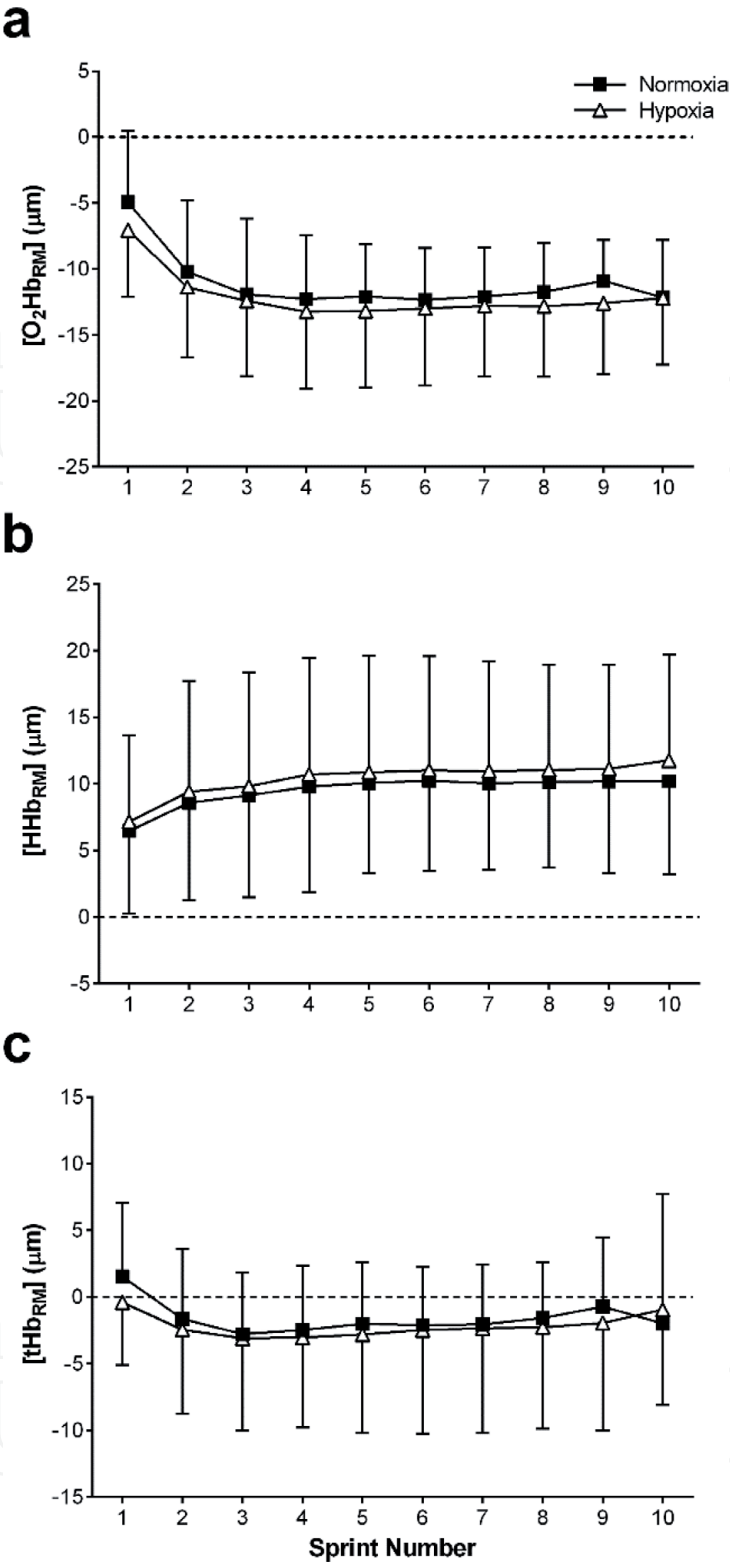 a
5
0
-5
-10
-15
-20
-25
[O₂Hb_RM] (μm)
Normoxia
Hypoxia
1 2 3 4 5 6 7 8 9 10
b
25
20
15
10
5
0
-5
[HHb_RM] (μm)
1 2 3 4 5 6 7 8 9 10
c
15
10
5
0
-5
-10
-15
[tHb_RM] (μm)
1 2 3 4 5 6 7 8 9 10
Sprint Number